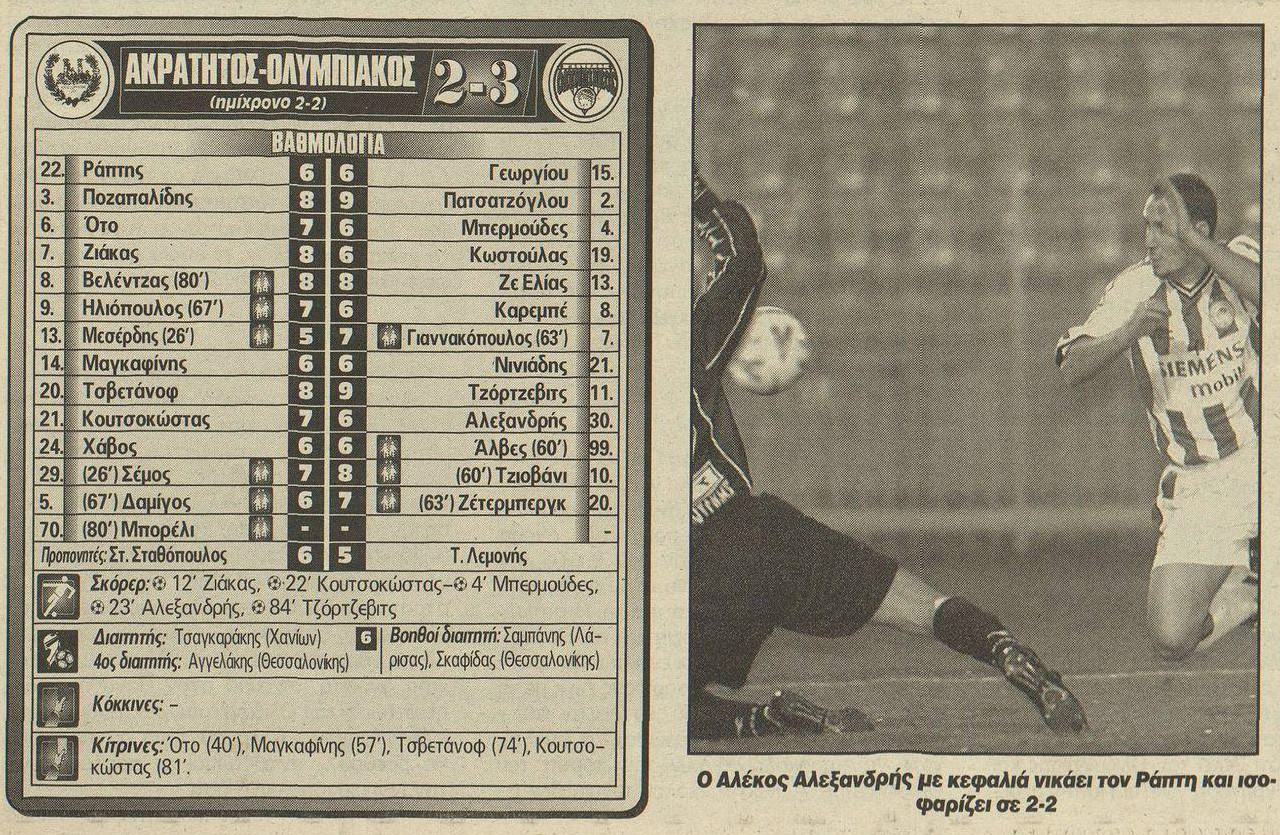 ΑΚΡΑΤΗΤΟΣ-ΟΛΥΜΠΙΑΚΟΣ 2-3
(ημίχρονο 2-2)
ΒΑΘΜΟΛΟΓΙΑ
22. Ράπτης 6 6 Γεωργίου 15.
3. Ποζαπαλίδης 8 9 Πατσατζόγλου 2.
6. Ότο 7 6 Μπερμούδες 4.
7. Ζιάκας 8 6 Κωστούλας 19.
8. Βελέντζας (80’) 8 8 Ζε Ελίας 13.
9. Ηλιόπουλος (67’) 7 6 Καρεμπέ 8.
13. Μεσέρδης (26’) 5 7 Γιαννακόπουλος (63’) 7.
14. Μαγκαφίνης 6 6 Νινιάδης 21.
20. Τσβετάνοφ 8 9 Τζόρτζεβιτς 11.
21. Κουτσοκώστας 7 6 Αλεξανδρής 30.
24. Χάβος 6 6 Άλβες (60’) 99.
29. (26’) Σέμος 7 8 (60’) Τζιοβάνι 10.
5. (67’) Δαμίγος 6 7 (63’) Ζέτερμπεργκ 20.
70. (80’) Μπορέλι - - -
Προπονητές: Στ. Σταθόπουλος 6 5 Τ. Λεμονής
Σκόρερ: 12’ Ζιάκας, 22’ Κουτσοκώστας–4’ Μπερμούδες,
23’ Αλεξανδρής, 84’ Τζόρτζεβιτς
Διαιτητής: Τσαγκαράκης (Χανίων) 6
4ος διαιτητής: Αγγελάκης (Θεσσαλονίκης)
Βοηθοί διαιτητή: Σαμπάνης (Λά-
ρισας), Σκαφίδας (Θεσσαλονίκης)
Κόκκινες: –
Κίτρινες: Ότο (40’), Μαγκαφίνης (57’), Τσβετάνοφ (74’), Κουτσο-
κώστας (81’.
SIEMENS
mobil
Ο Αλέκος Αλεξανδρής με κεφαλιά νικάει τον Ράπτη και ισο-
φαρίζει σε 2-2